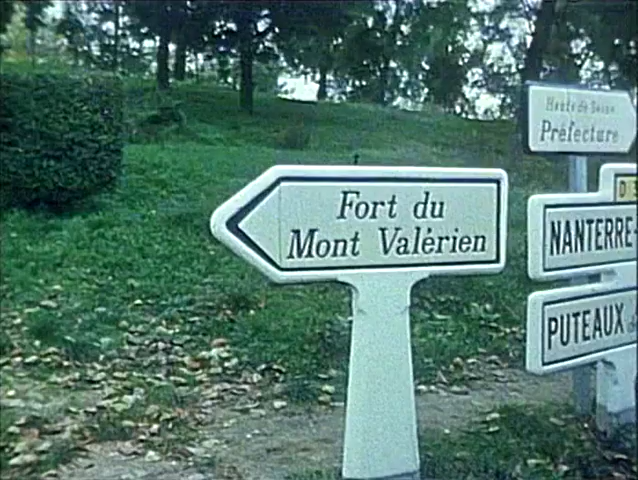 Fort du
Mont Valérien
Hauts de Seine
Préfecture
D
NANTERRE
PUTEAUX